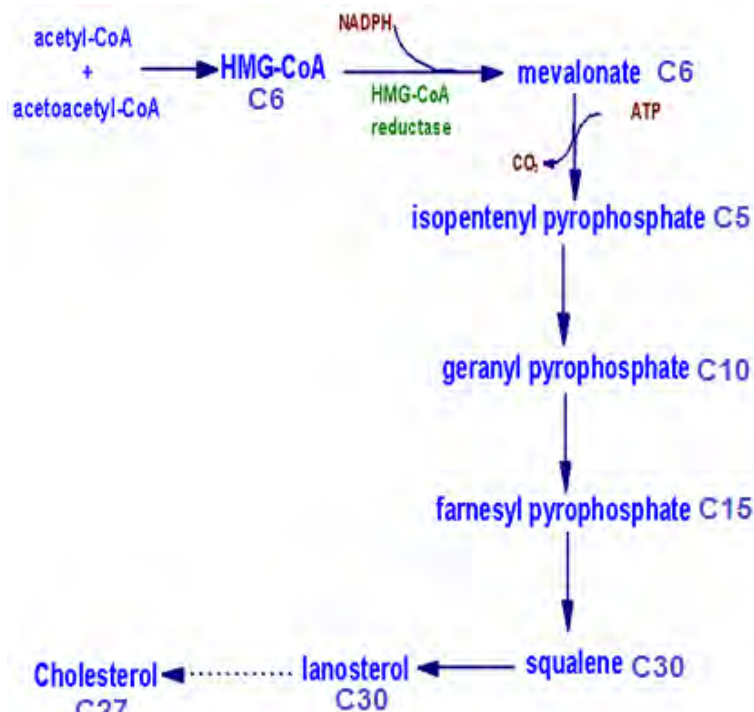 acetyl-CoA
+
acetoacetyl-CoA
HMG-CoA
C6
NADPH
HMG-CoA
reductase
mevalonate C6
ATP
CO₂
isopentenyl pyrophosphate C5
geranyl pyrophosphate C10
farnesyl pyrophosphate C15
squalene C30
lanosterol
C30
Cholesterol
C27